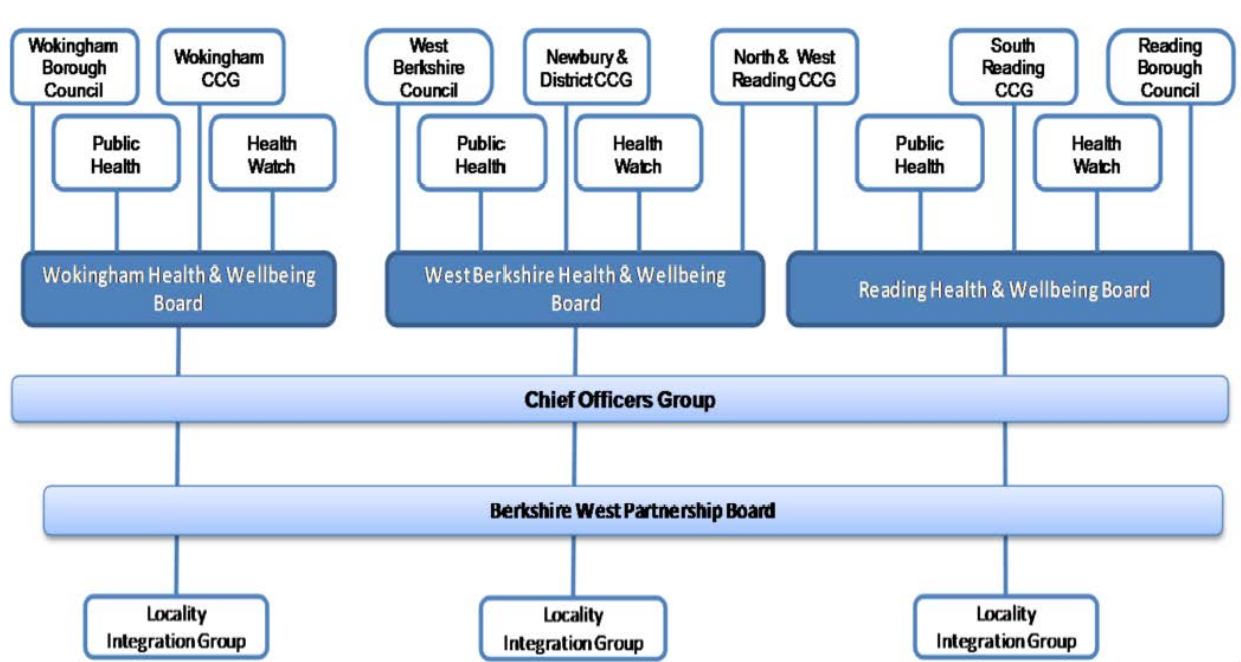 Wokingham
Borough
Council
Wokingham
CCG
West
Berkshire
Council
Newbury &
District CCG
North & West
Reading CCG
South
Reading
CCG
Reading
Borough
Council
Public
Health
Health
Watch
Public
Health
Health
Watch
Public
Health
Health
Watch
Wokingham Health & Wellbeing
Board
West Berkshire Health & Wellbeing
Board
Reading Health & Wellbeing Board
Chief Officers Group
Berkshire West Partnership Board
Locality
Integration Group
Locality
Integration Group
Locality
Integration Group